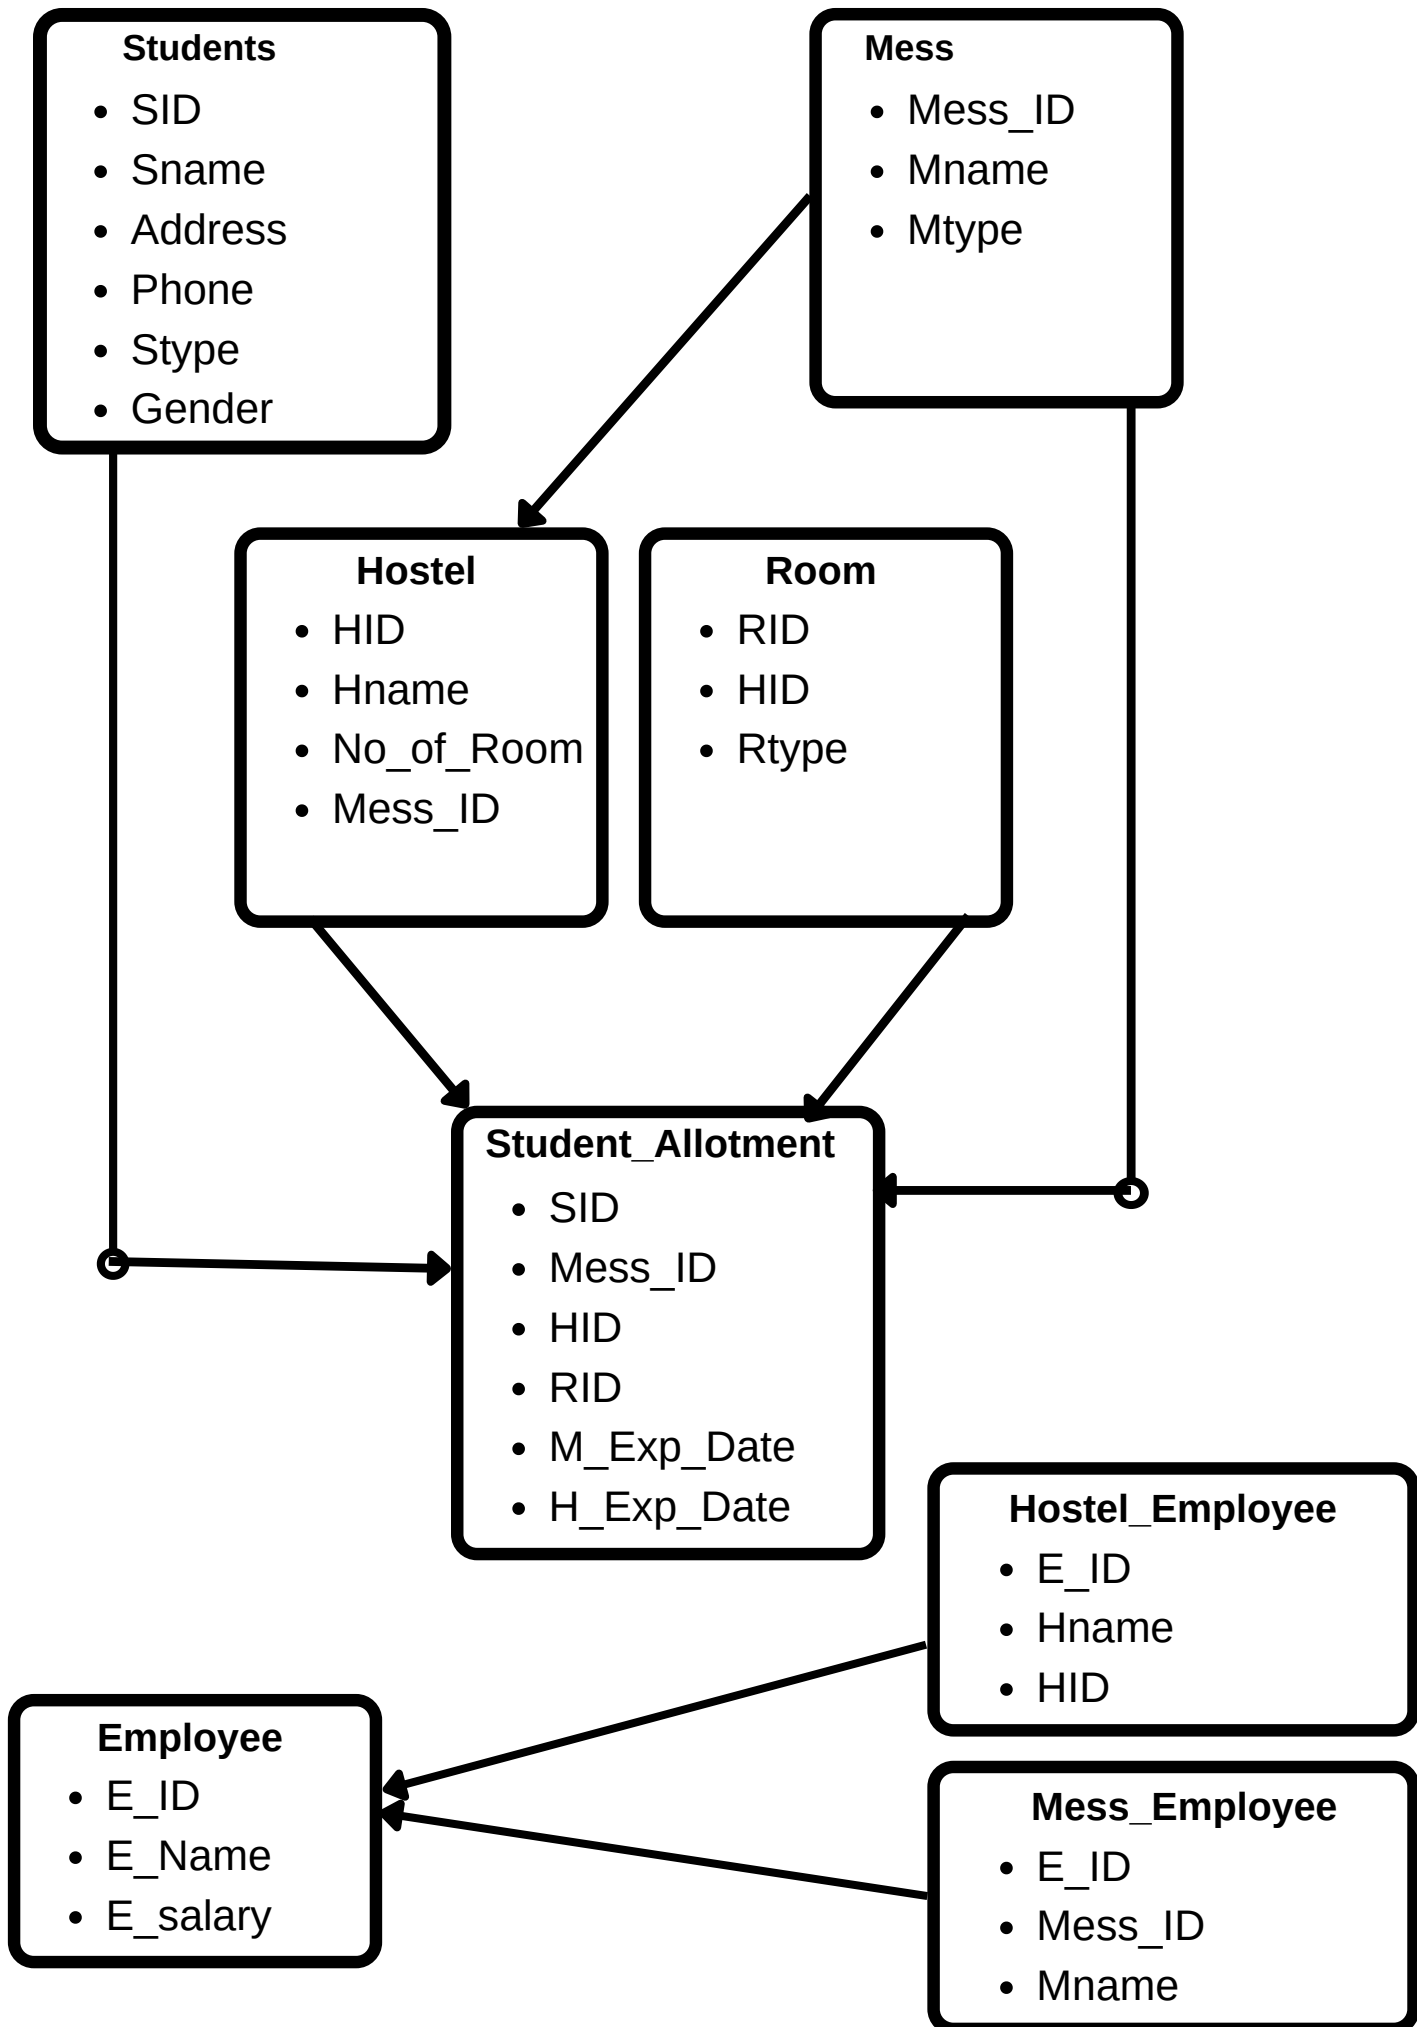 Students
SID
Sname
Address
Phone
Stype
Gender
Mess
Mess_ID
Mname
Mtype
Hostel
HID
Hname
No_of_Room
Mess_ID
Room
RID
HID
Rtype
Student_Allotment
SID
Mess_ID
HID
RID
M_Exp_Date
H_Exp_Date
Hostel_Employee
E_ID
Hname
HID
Employee
E_ID
E_Name
E_salary
Mess_Employee
E_ID
Mess_ID
Mname